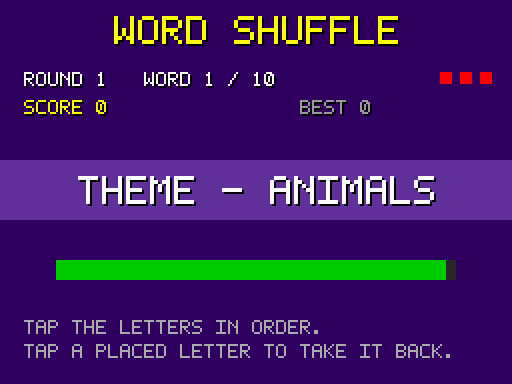 WORD SHUFFLE
ROUND 1 WORD 1 / 10
SCORE 0 BEST 0
THEME - ANIMALS
TAP THE LETTERS IN ORDER.
TAP A PLACED LETTER TO TAKE IT BACK.